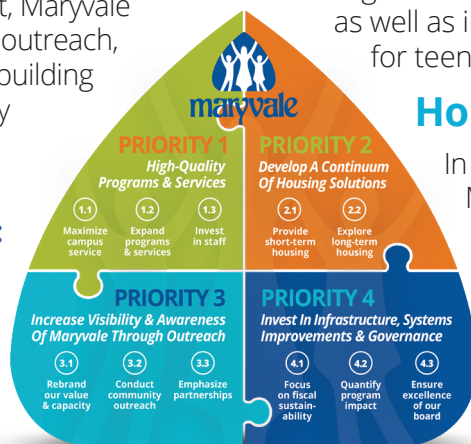 t, Maryvale
outreach,
building
y
:
as well as i
for teen
Ho
In
maryvale
PRIORITY 1
High-Quality
Programs & Services
1.1
Maximize
campus
service
1.2
Expand
programs
& services
1.3
Invest
in staff
PRIORITY 2
Develop A Continuum
Of Housing Solutions
2.1
Provide
short-term
housing
2.2
Explore
long-term
housing
PRIORITY 3
Increase Visibility & Awareness
Of Maryvale Through Outreach
3.1
Rebrand
our value
& capacity
3.2
Conduct
community
outreach
3.3
Emphasize
partnerships
PRIORITY 4
Invest In Infrastructure, Systems
Improvements & Governance
4.1
Focus
on fiscal
sustain-
ability
4.2
Quantify
program
impact
4.3
Ensure
excellence
of our
board